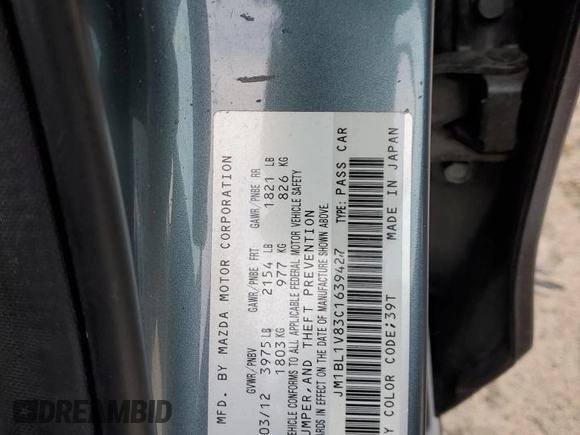 MFD. BY MAZDA MOTOR CORPORATION
GVWR/PNBV GAWR/PNBE FRT: GAWR/PNBE RR
03/12 3975 LB 2154 LB 1821 LB
1803 KG 977 KG 826 KG
VEHICLE CONFORMS TO ALL APPLICABLE FEDERAL MOTOR VEHICLE SAFETY
BUMPER AND THEFT PREVENTION
IN EFFECT ON THE DATE OF MANUFACTURE SHOWN ABOVE.
JM1BL1V83C1639427 TYPE: PASS CAR
COLOR CODE;39T MADE IN JAPAN
DREAMBID